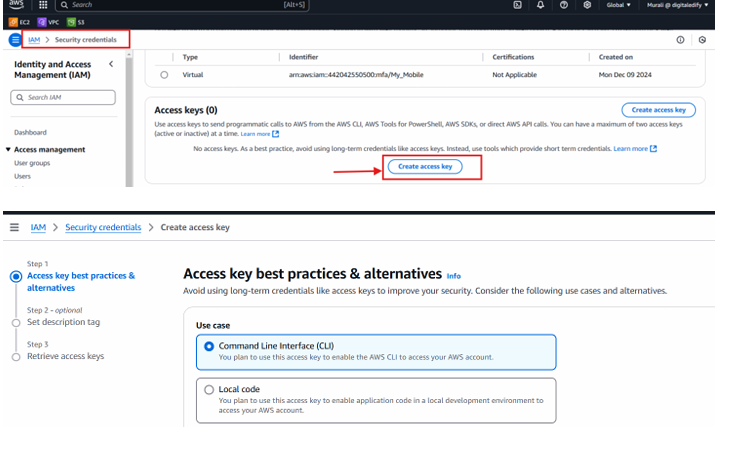 aws
Search
[Alt+S]
Global
Murali @ digitaledify
EC2
VPC
S3
IAM > Security credentials
Identity and Access
Management (IAM)
Search IAM
Dashboard
Access management
User groups
Users
Type
Identifier
Certifications
Created on
Virtual
arn:aws:iam::442042550500:mfa/My_Mobile
Not Applicable
Mon Dec 09 2024
Access keys (0)
Create access key
Use access keys to send programmatic calls to AWS from the AWS CLI, AWS Tools for PowerShell, AWS SDKs, or direct AWS API calls. You can have a maximum of two access keys
(active or inactive) at a time. Learn more
No access keys. As a best practice, avoid using long-term credentials like access keys. Instead, use tools which provide short term credentials. Learn more
Create access key
IAM > Security credentials > Create access key
Step 1
Access key best practices &
alternatives
Step 2 - optional
Set description tag
Step 3
Retrieve access keys
Access key best practices & alternatives Info
Avoid using long-term credentials like access keys to improve your security. Consider the following use cases and alternatives.
Use case
Command Line Interface (CLI)
You plan to use this access key to enable the AWS CLI to access your AWS account.
Local code
You plan to use this access key to enable application code in a local development environment to
access your AWS account.